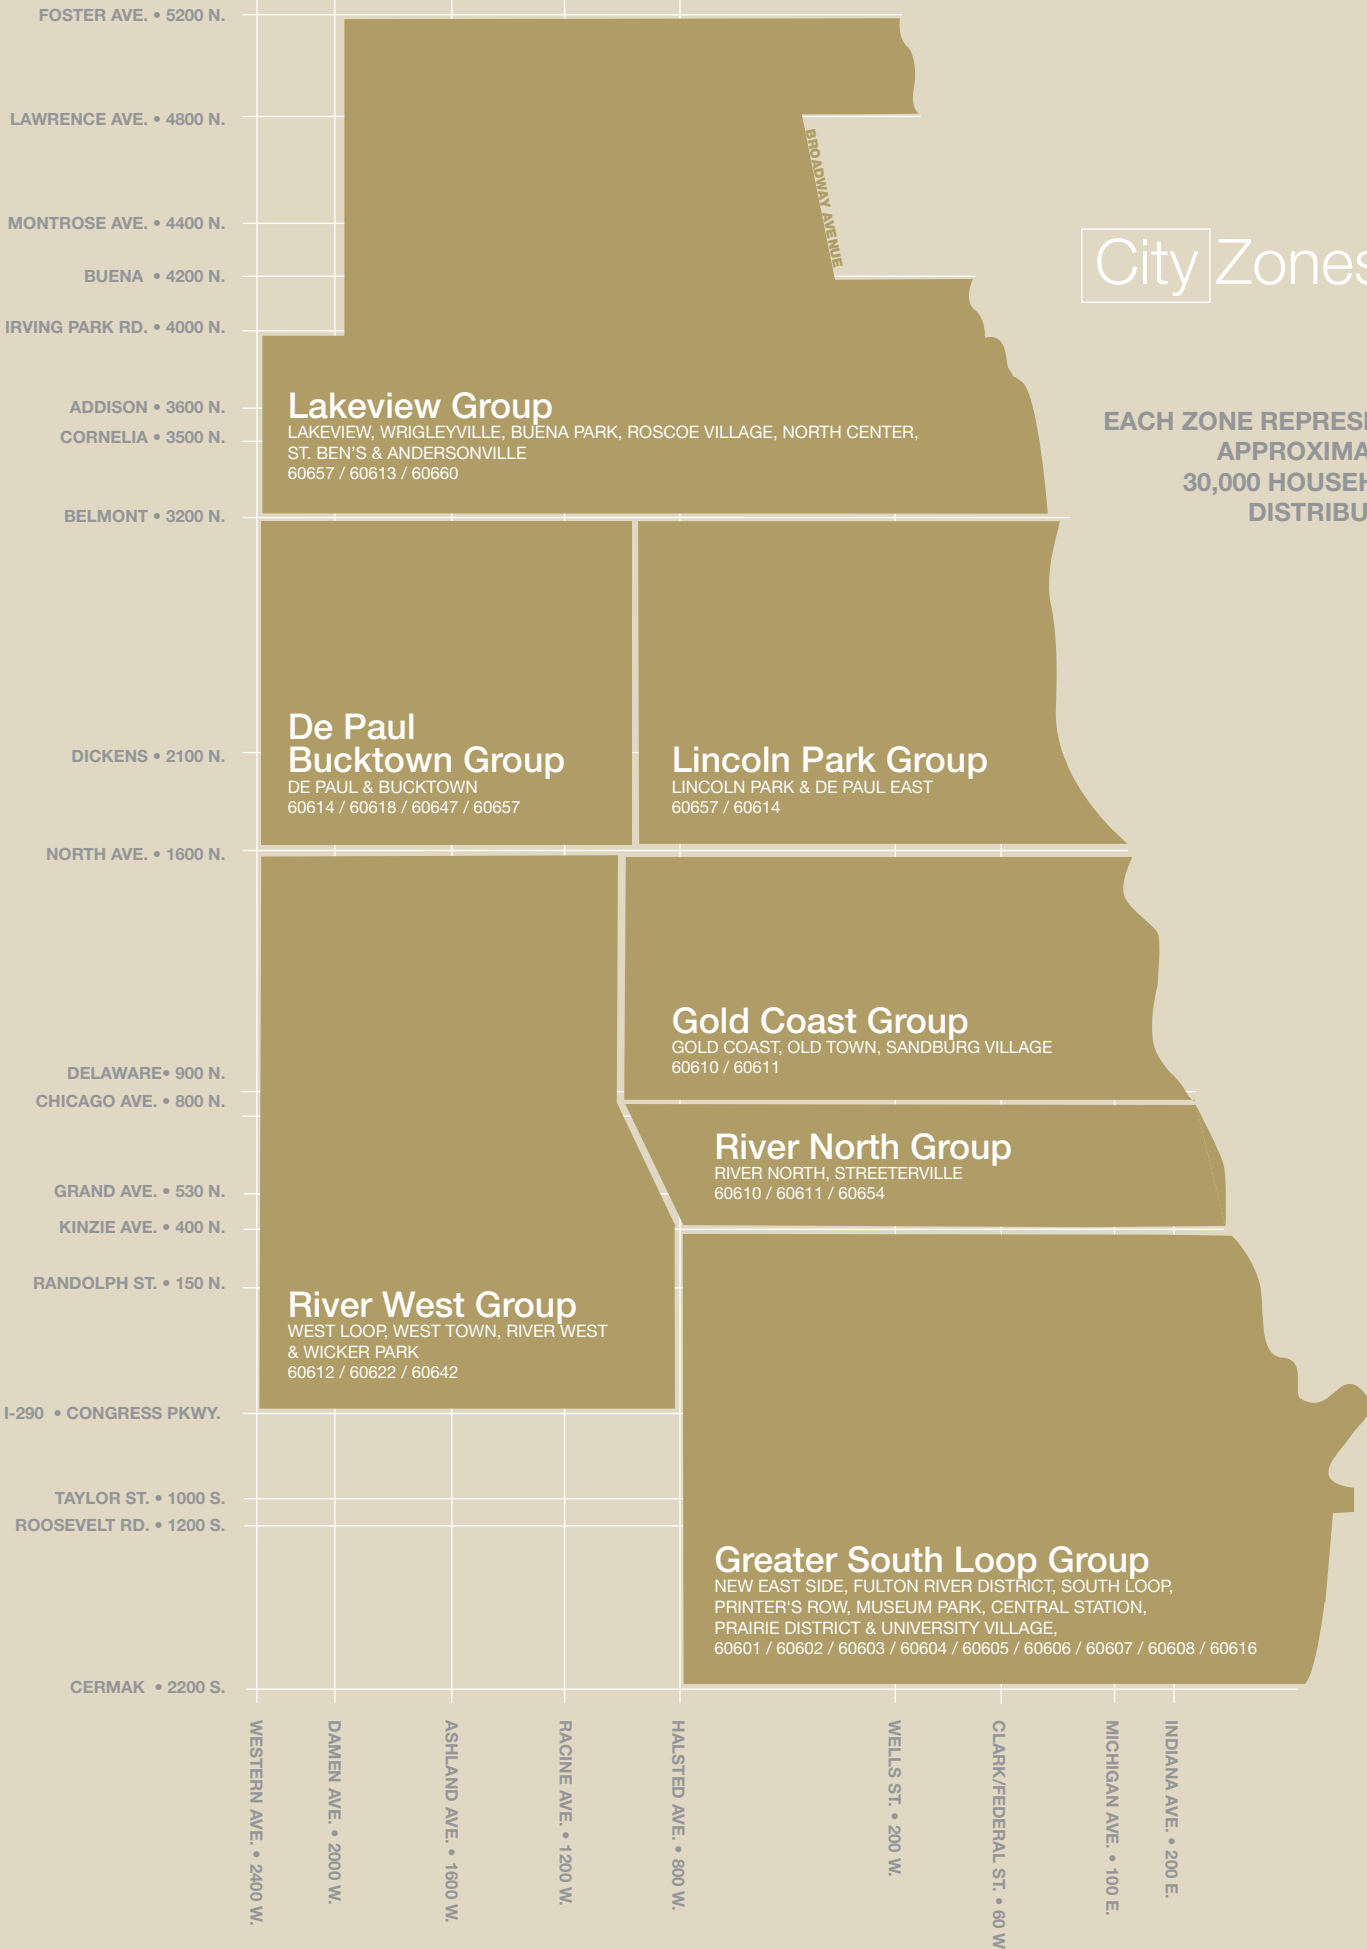 FOSTER AVE. • 5200 N.
LAWRENCE AVE. • 4800 N.
BROADWAY AVENUE
MONTROSE AVE. • 4400 N.
BUENA • 4200 N.
City Zones
IRVING PARK RD. • 4000 N.
ADDISON • 3600 N.
CORNELIA • 3500 N.
Lakeview Group
LAKEVIEW, WRIGLEYVILLE, BUENA PARK, ROSCOE VILLAGE, NORTH CENTER,
ST. BEN'S & ANDERSONVILLE
60657 / 60613 / 60660
EACH ZONE REPRESE
APPROXIMA
30,000 HOUSEH
DISTRIBU
BELMONT • 3200 N.
De Paul
Bucktown Group
DE PAUL & BUCKTOWN
60614 / 60618 / 60647 / 60657
Lincoln Park Group
LINCOLN PARK & DE PAUL EAST
60657 / 60614
DICKENS • 2100 N.
NORTH AVE. • 1600 N.
Gold Coast Group
GOLD COAST, OLD TOWN, SANDBURG VILLAGE
60610 / 60611
DELAWARE• 900 N.
CHICAGO AVE. • 800 N.
River North Group
RIVER NORTH, STREETERVILLE
60610 / 60611 / 60654
GRAND AVE. • 530 N.
KINZIE AVE. • 400 N.
RANDOLPH ST. • 150 N.
River West Group
WEST LOOP, WEST TOWN, RIVER WEST
& WICKER PARK
60612 / 60622 / 60642
I-290 • CONGRESS PKWY.
TAYLOR ST. • 1000 S.
ROOSEVELT RD. • 1200 S.
Greater South Loop Group
NEW EAST SIDE, FULTON RIVER DISTRICT, SOUTH LOOP,
PRINTER'S ROW, MUSEUM PARK, CENTRAL STATION,
PRAIRIE DISTRICT & UNIVERSITY VILLAGE,
60601 / 60602 / 60603 / 60604 / 60605 / 60606 / 60607 / 60608 / 60616
CERMAK • 2200 S.
WESTERN AVE. • 2400 W.
DAMEN AVE. • 2000 W.
ASHLAND AVE. • 1600 W.
RACINE AVE. • 1200 W.
HALSTED AVE. • 800 W.
WELLS ST. • 200 W.
CLARK/FEDERAL ST. • 60 W
MICHIGAN AVE. • 100 E.
INDIANA AVE. • 200 E.